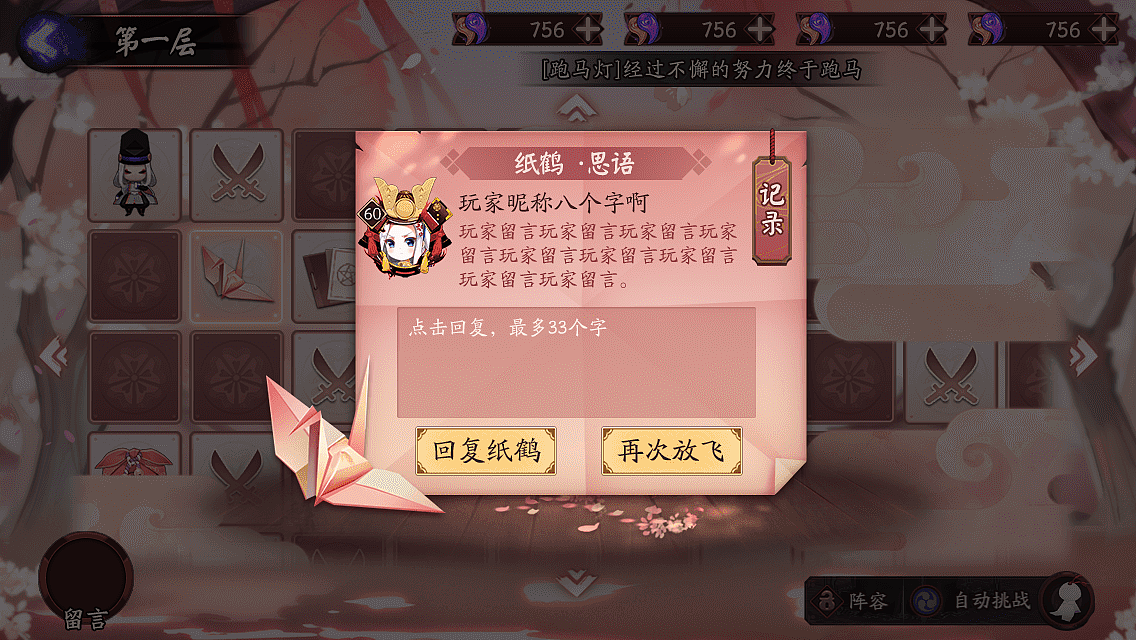 第一层
756
756
756
756
[跑马灯]经过不懈的努力终于跑马
纸鹤·思语
记录
60
玩家昵称八个字啊
玩家留言玩家留言玩家留言玩家
留言玩家留言玩家留言玩家留言
玩家留言玩家留言。
点击回复，最多33个字
回复纸鹤
再次放飞
留言
阵容
自动挑战